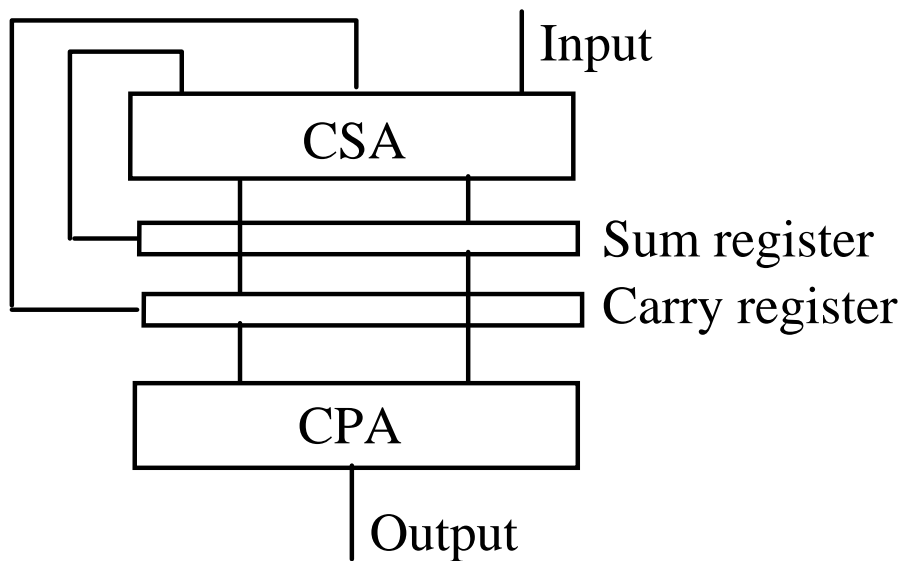 Input
CSA
Sum register
Carry register
CPA
Output